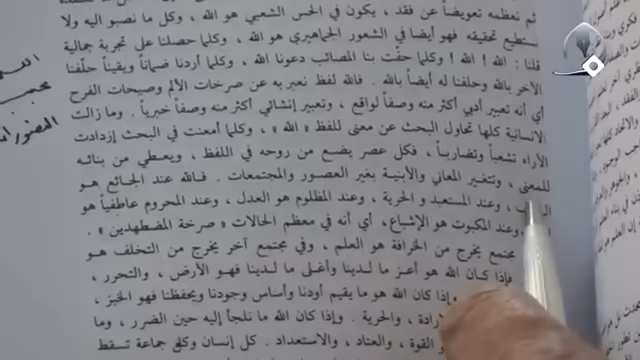 ثم نعظمه تعويضاً عن فقد ، يكون في الحس الشعبي هو الله ، وكل ما نصبو اليه ولا
نستطيع تحقيقه فهو أيضاً في الشعور الجماهيري هو الله ، وكلما حصلنا على تجربة جمالية
قلنا : الله ! الله ! وكلما حفّت بنا المصائب دعونا الله ، وكلما أردنا ضماناً ويقيناً حلّفنا
الآخر بالله وحلفنا له أيضاً بالله . فالله لفظ نعبر به عن صرخات الألم وصيحات الفرح
أي أنه تعبير أدبي أكثر منه وصفاً لواقع ، وتعبير إنشائي أكثر منه وصفاً خبرياً . وما زالت
الانسانية كلها تحاول البحث عن معنى للفظ « الله » ، وكلما أمعنت في البحث إزدادت
الآراء تشعباً وتضارباً ، فكل عصر يضع من روحه في اللفظ ، ويعطي من بنائه
للمعنى ، وتتغير المعاني والأبنية بغير العصور والمجتمعات . فالله عند الجائع هو
وعند المستعبد و الحرية ، وعند المظلوم هو العدل ، وعند المحروم عاطفياً هو
وعند المكبوت هو الإشباع ، أي أنه في معظم الحالات « صرخة المضطهدين » .
مجتمع يخرج من الخرافة هو العلم ، وفي مجتمع آخر يخرج من التخلف هو
فإذا كان الله هو أعز ما لدينا وأغلى ما لدينا فهو الأرض ، والتحرر ،
وإذا كان الله هو ما يقيم أودنا وأساس وجودنا ويحفظنا فهو الخبز ،
والحرية . وإذا كان الله ما نلجأ إليه حين الضرر ، وما
القوة ، والعتاد ، والاستعداد . كل إنسان وكل جماعة تسقط